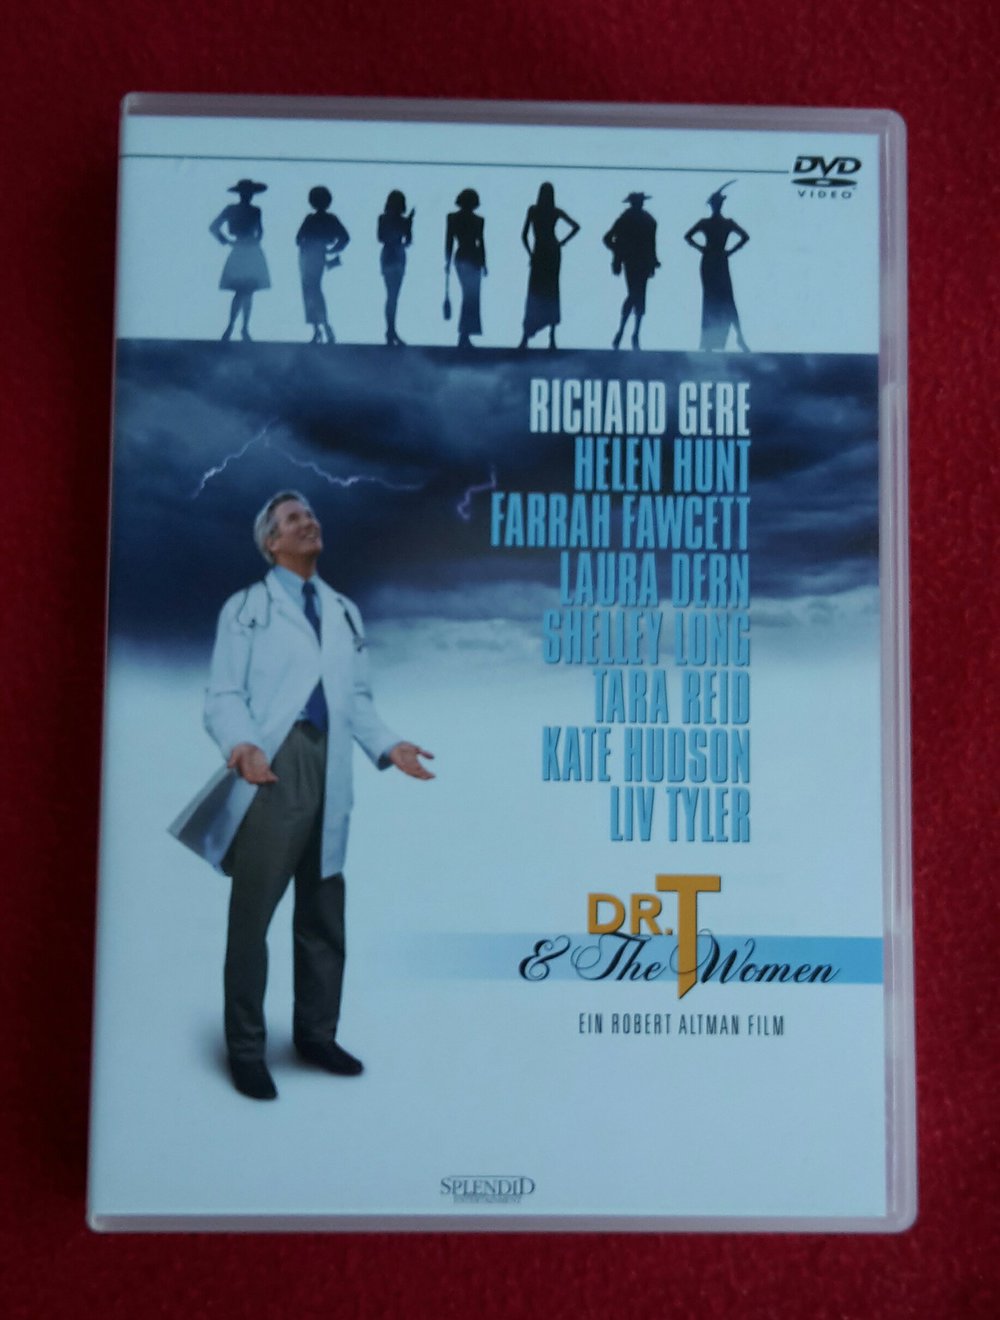 DVD
VIDEO
RICHARD GERE
HELEN HUNT
FARRAH FAWCETT
LAURA DERN
SHELLEY LONG
TARA REID
KATE HUDSON
LIV TYLER
DR. T
& The Women
EIN ROBERT ALTMAN FILM
SPLENDID
ENTERTAINMENT